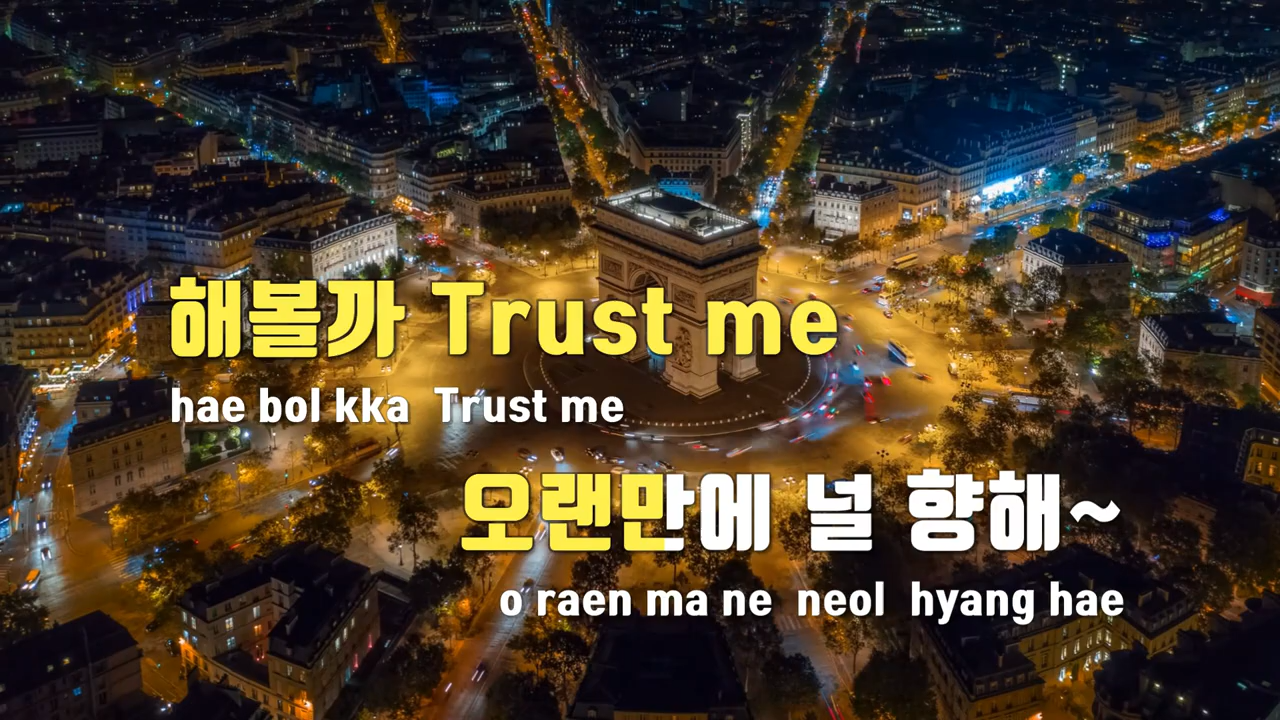 해볼까 Trust me
hae bol kka Trust me
오랜만에 널 향해~
o raen ma ne neol hyang hae